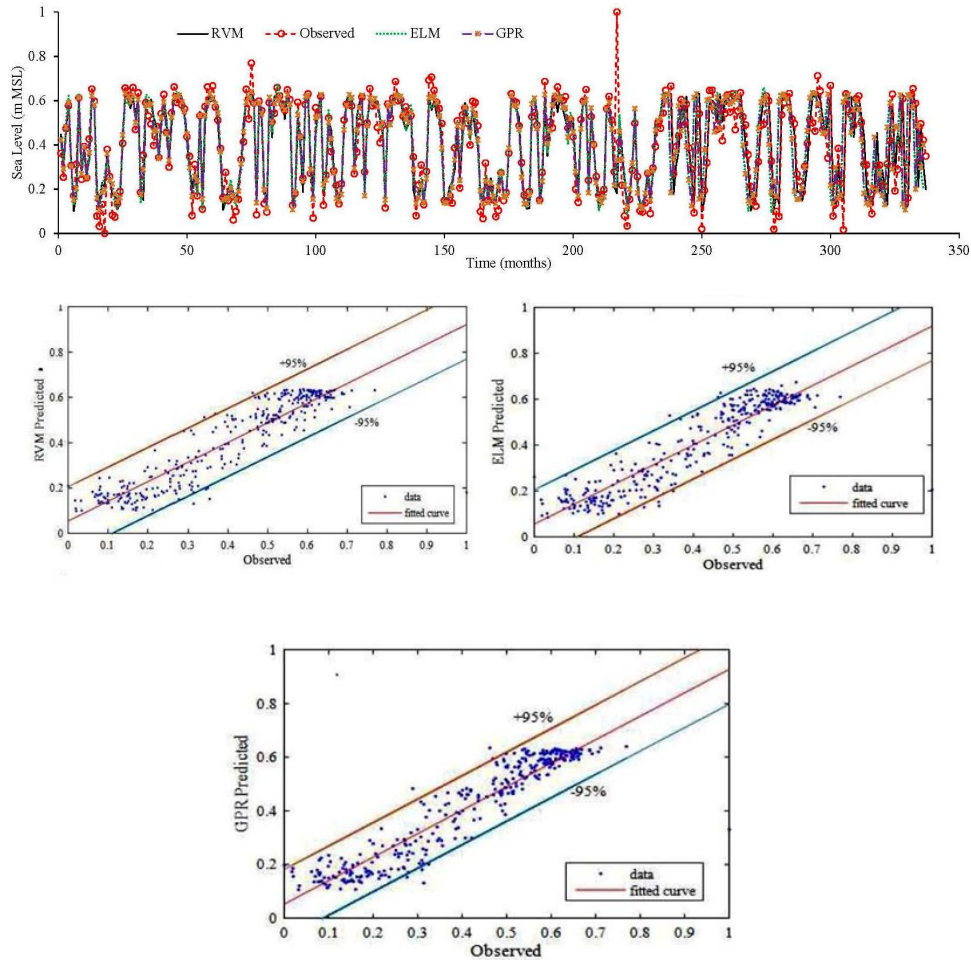 RVM Observed ELM GPR
Sea Level (m MSL)
1
0.8
0.6
0.4
0.2
0
0 50 100 150 200 250 300 350
Time (months)
RVM Predicted
1
0.8
0.6
0.4
0.2
0
+95%
-95%
data
fitted curve
0 0.1 0.2 0.3 0.4 0.5 0.6 0.7 0.8 0.9 1
Observed
ELM Predicted
1
0.8
0.6
0.4
0.2
0
+95%
-95%
data
fitted curve
0 0.1 0.2 0.3 0.4 0.5 0.6 0.7 0.8 0.9 1
Observed
GPR Predicted
1
0.8
0.6
0.4
0.2
0
+95%
-95%
data
fitted curve
0 0.1 0.2 0.3 0.4 0.5 0.6 0.7 0.8 0.9 1
Observed